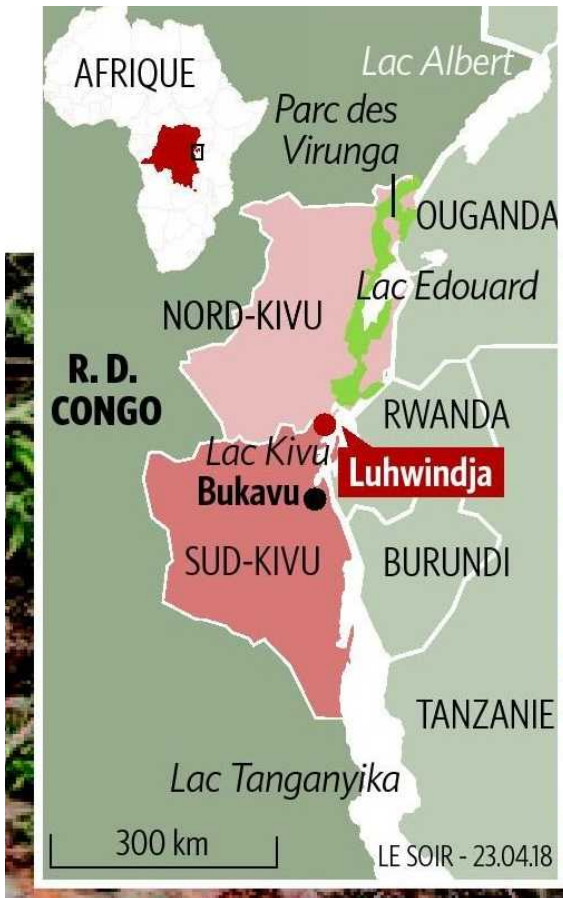 AFRIQUE
Lac Albert
Parc des
Virunga
OUGANDA
Lac Edouard
NORD-KIVU
R. D.
CONGO
RWANDA
Lac Kivu
Luhwindja
Bukavu
SUD-KIVU
BURUNDI
TANZANIE
Lac Tanganyika
300 km
LE SOIR - 23.04.18